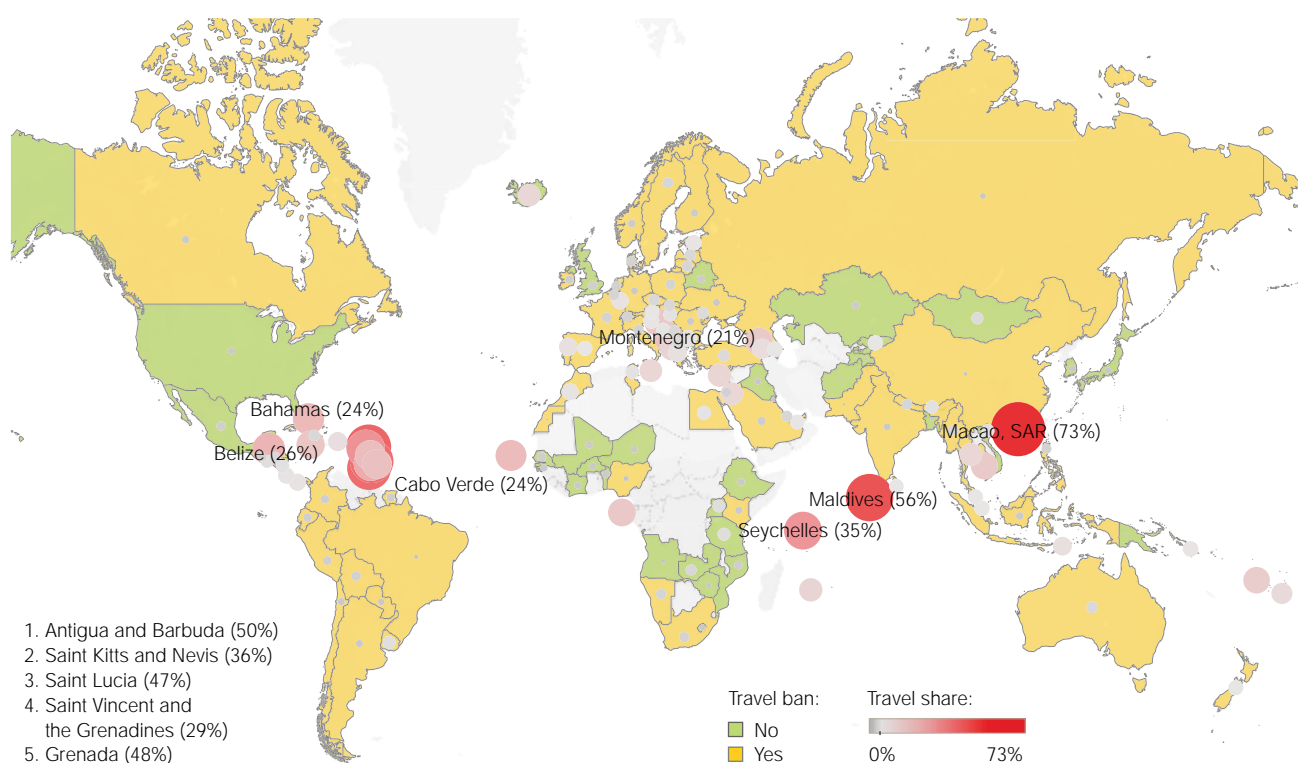 Montenegro (21%)
Bahamas (24%)
Belize (26%)
Macao, SAR (73%)
Cabo Verde (24%)
Maldives (56%)
Seychelles (35%)
1. Antigua and Barbuda (50%)
2. Saint Kitts and Nevis (36%)
3. Saint Lucia (47%)
4. Saint Vincent and
the Grenadines (29%)
5. Grenada (48%)
Travel ban:
No
Yes
Travel share:
0%
73%